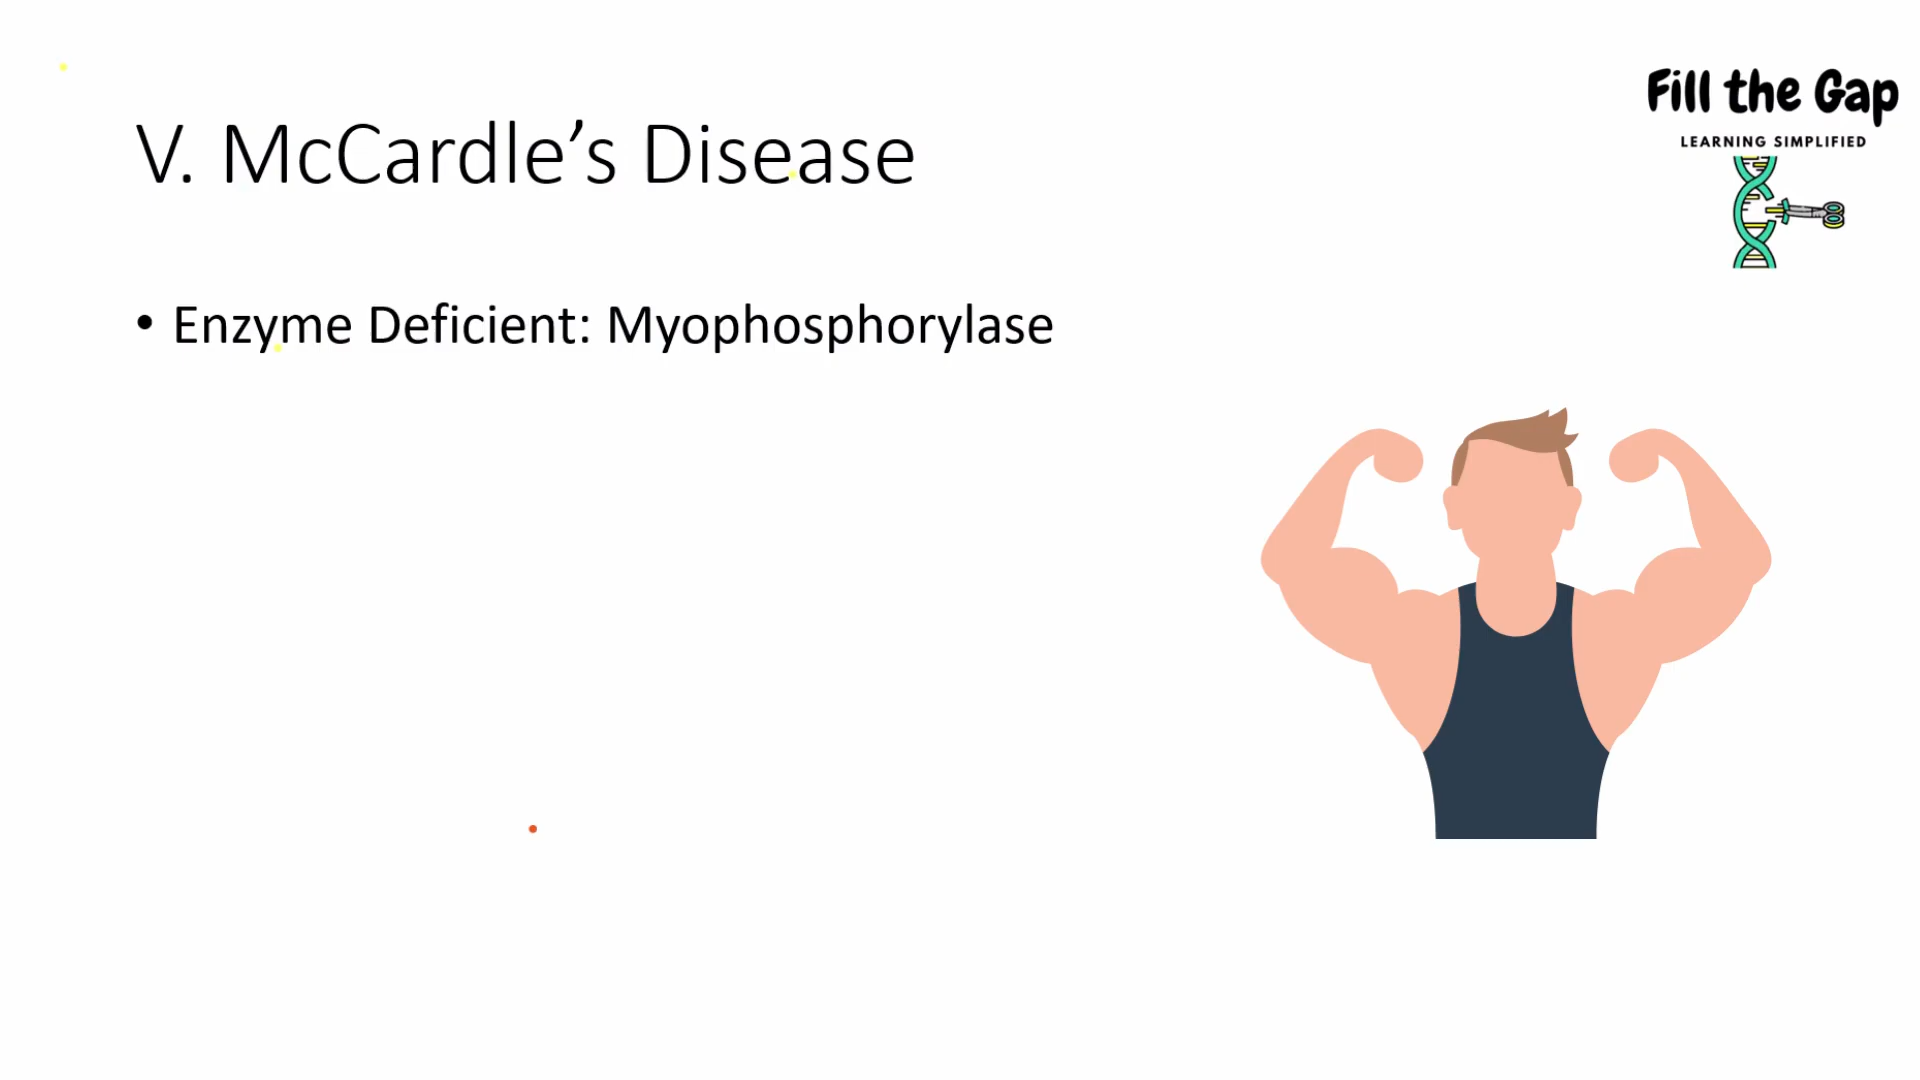 Fill the Gap
LEARNING SIMPLIFIED
V. McCardle’s Disease
• Enzyme Deficient: Myophosphorylase